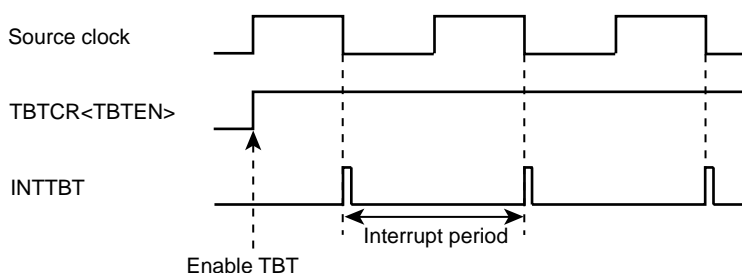 Source clock
TBTCR<TBTEN>
INTTBT
Interrupt period
Enable TBT